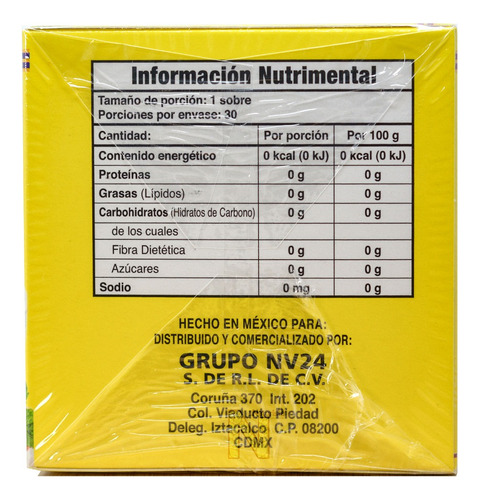 Información Nutrimental
Tamaño de porción: 1 sobre
Porciones por envase: 30
Cantidad: Por porción Por 100 g
Contenido energético 0 kcal (0 kJ) 0 kcal (0 kJ)
Proteínas 0 g 0 g
Grasas (Lípidos) 0 g 0 g
Carbohidratos (Hidratos de Carbono) 0 g 0 g
de los cuales
Fibra Dietética 0 g 0 g
Azúcares 0 g 0 g
Sodio 0 mg 0 g
HECHO EN MÉXICO PARA:
DISTRIBUIDO Y COMERCIALIZADO POR:
GRUPO NV24
S. DE R.L. DE C.V.
Coruña 370 Int. 202
Col. Viaducto Piedad
Deleg. Iztacalco C.P. 08200
CDMX